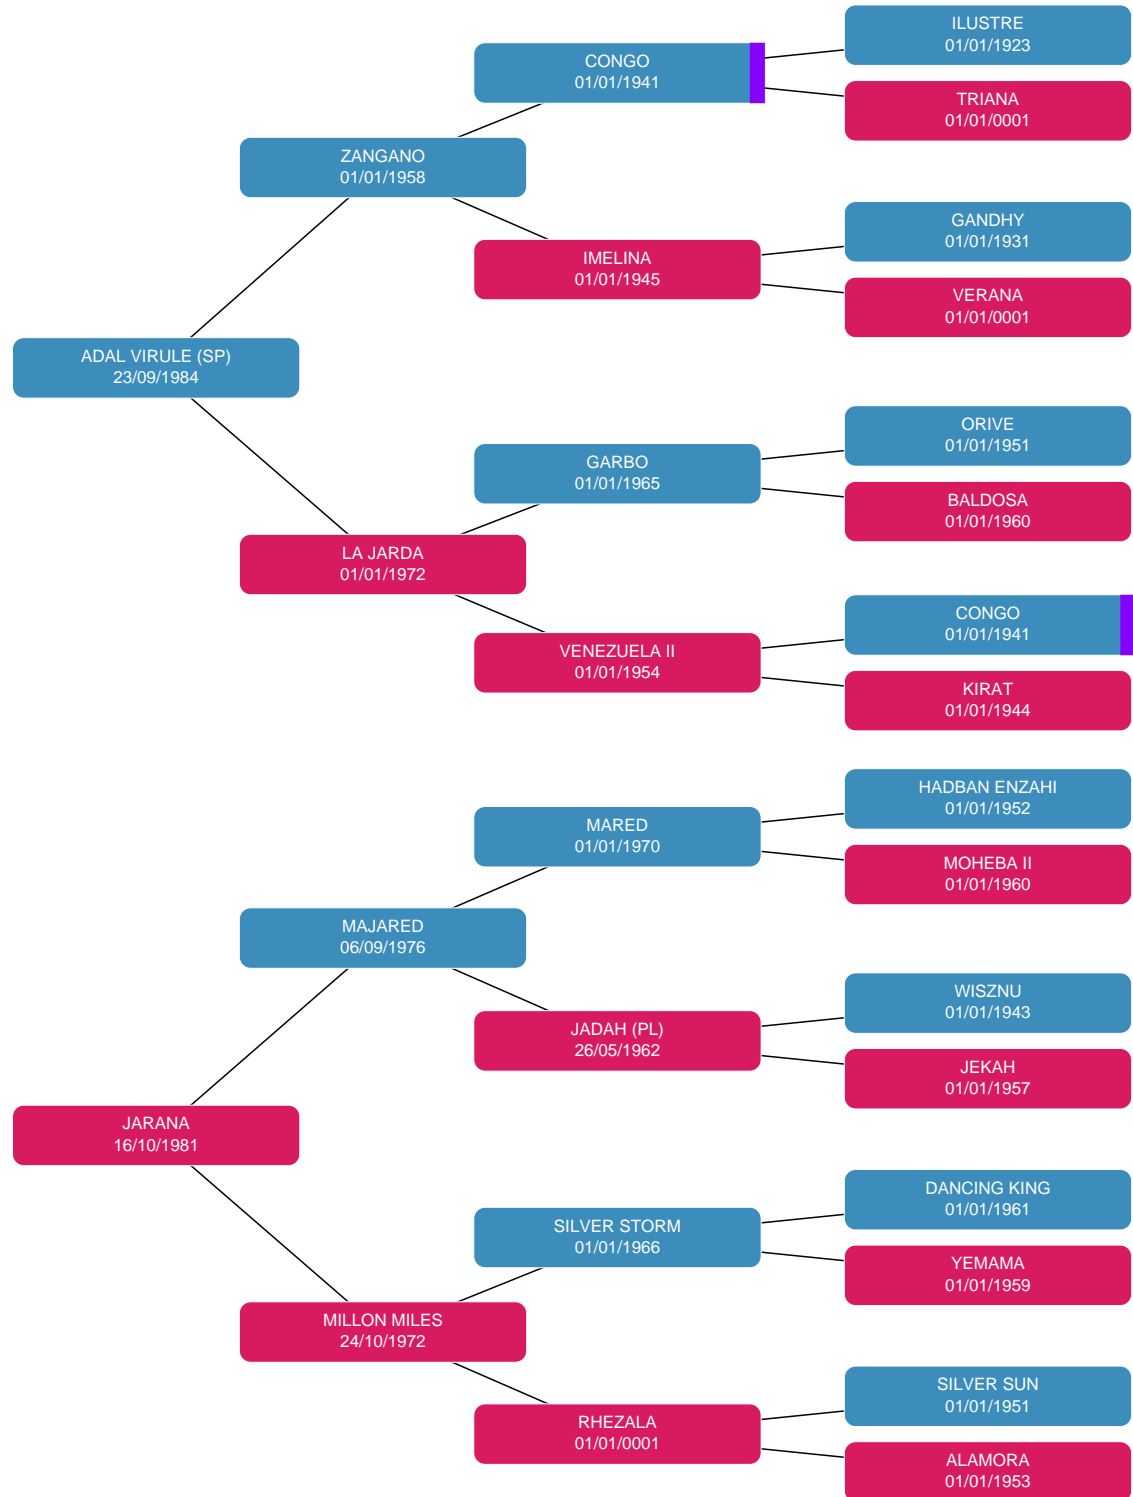 ILUSTRE
01/01/1923
CONGO
01/01/1941
TRIANA
01/01/0001
ZANGANO
01/01/1958
GANDHY
01/01/1931
IMELINA
01/01/1945
VERANA
01/01/0001
ADAL VIRULE (SP)
23/09/1984
ORIVE
01/01/1951
GARBO
01/01/1965
BALDOSA
01/01/1960
LA JARDA
01/01/1972
CONGO
01/01/1941
VENEZUELA II
01/01/1954
KIRAT
01/01/1944
HADBAN ENZAHI
01/01/1952
MARED
01/01/1970
MOHEBA II
01/01/1960
MAJARED
06/09/1976
WISZNU
01/01/1943
JADAH (PL)
26/05/1962
JEKAH
01/01/1957
JARANA
16/10/1981
DANCING KING
01/01/1961
SILVER STORM
01/01/1966
YEMAMA
01/01/1959
MILLON MILES
24/10/1972
SILVER SUN
01/01/1951
RHEZALA
01/01/0001
ALAMORA
01/01/1953